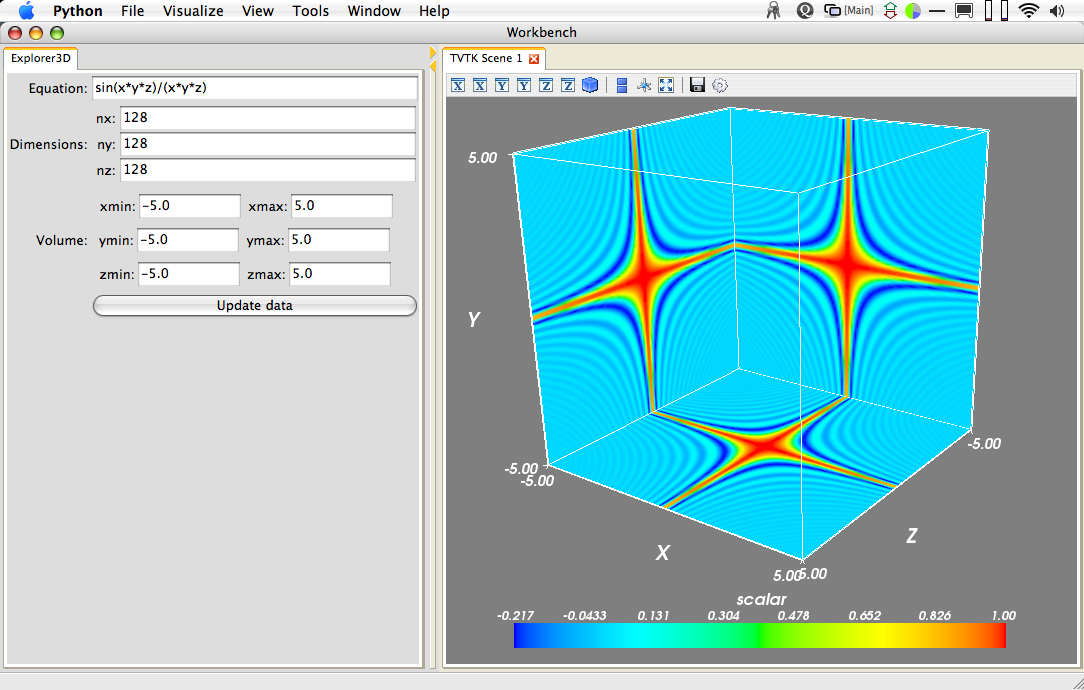 Python File Visualize View Tools Window Help [Main]
Workbench
Explorer3D
Equation: sin(x*y*z)/(x*y*z)
nx: 128
Dimensions: ny: 128
nz: 128
xmin: -5.0 xmax: 5.0
Volume: ymin: -5.0 ymax: 5.0
zmin: -5.0 zmax: 5.0
Update data
TVTK Scene 1
X X Y Y Z Z
5.00
Y
-5.00
-5.00
-5.00
X
Z
5.00 5.00
scalar
-0.217 -0.0433 0.131 0.304 0.478 0.652 0.826 1.00